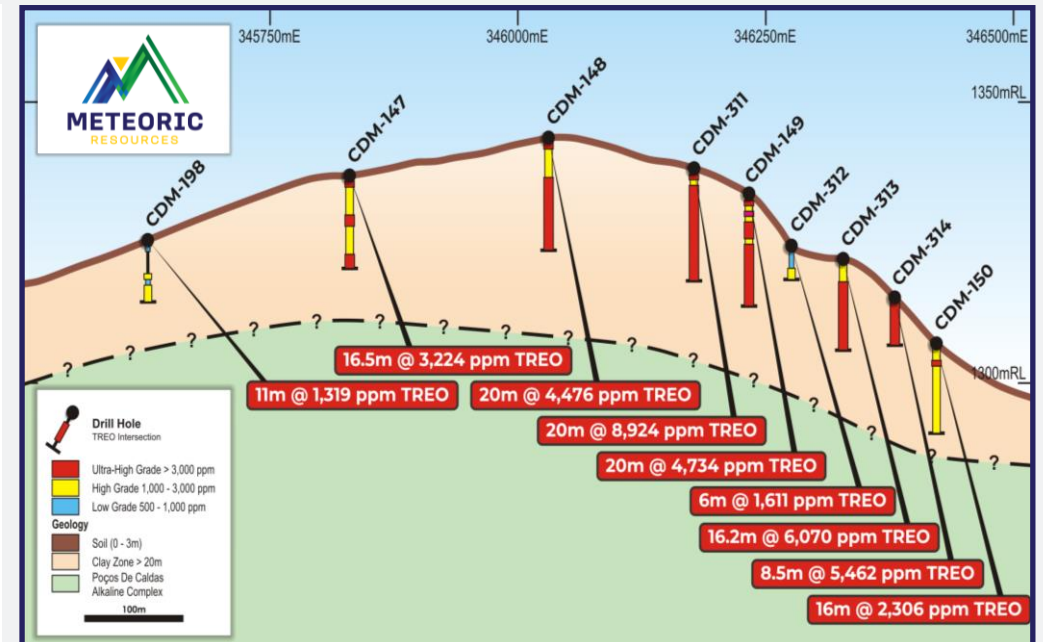 345750mE
346000mE
346250mE
346500mE
METEORIC
RESOURCES
1350mRL
CDM-198
CDM-147
CDM-148
CDM-311
CDM-149
CDM-312
CDM-313
CDM-314
CDM-150
1300mRL
? ? ? ? ? ? ? ? ? ? ? ? ? ? ? ?
16.5m @ 3,224 ppm TREO
11m @ 1,319 ppm TREO
20m @ 4,476 ppm TREO
20m @ 8,924 ppm TREO
20m @ 4,734 ppm TREO
6m @ 1,611 ppm TREO
16.2m @ 6,070 ppm TREO
8.5m @ 5,462 ppm TREO
16m @ 2,306 ppm TREO
Drill Hole
TREO Intersection
Ultra-High Grade > 3,000 ppm
High Grade 1,000 - 3,000 ppm
Low Grade 500 - 1,000 ppm
Geology
Soil (0 - 3m)
Clay Zone > 20m
Poços De Caldas
Alkaline Complex
100m